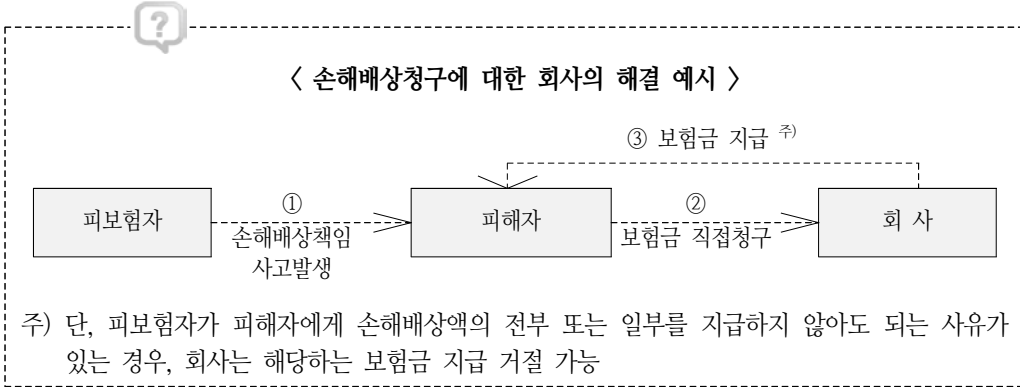 ?
〈 손해배상청구에 대한 회사의 해결 예시 〉
③ 보험금 지급 주)
피보험자
①
손해배상책임
사고발생
피해자
②
보험금 직접청구
회 사
주) 단, 피보험자가 피해자에게 손해배상액의 전부 또는 일부를 지급하지 않아도 되는 사유가
있는 경우, 회사는 해당하는 보험금 지급 거절 가능